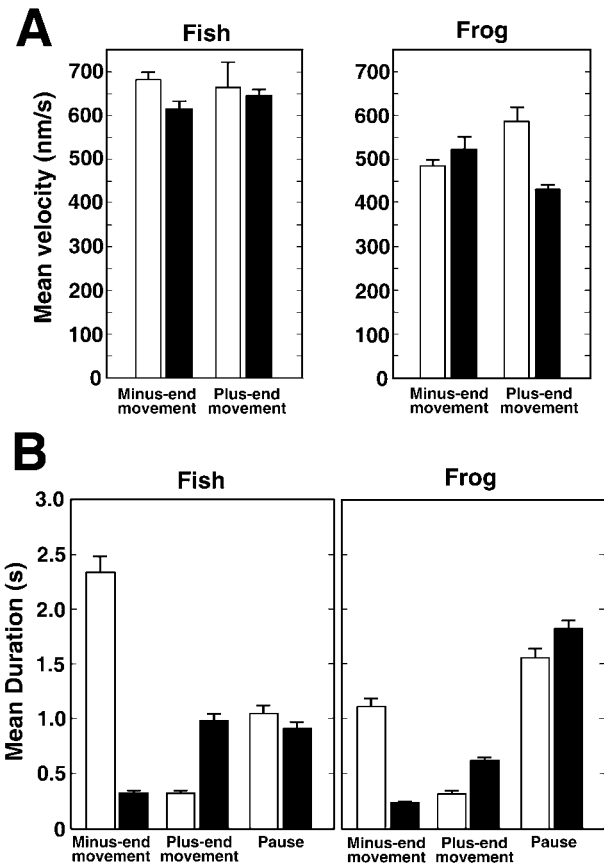 A
Fish
Frog
Mean velocity (nm/s)
700
600
500
400
300
200
100
0
Minus-end
movement
Plus-end
movement
700
600
500
400
300
200
100
0
Minus-end
movement
Plus-end
movement
B
Fish
Frog
Mean Duration (s)
3.0
2.5
2.0
1.5
1.0
0.5
0
Minus-end
movement
Plus-end
movement
Pause
Minus-end
movement
Plus-end
movement
Pause